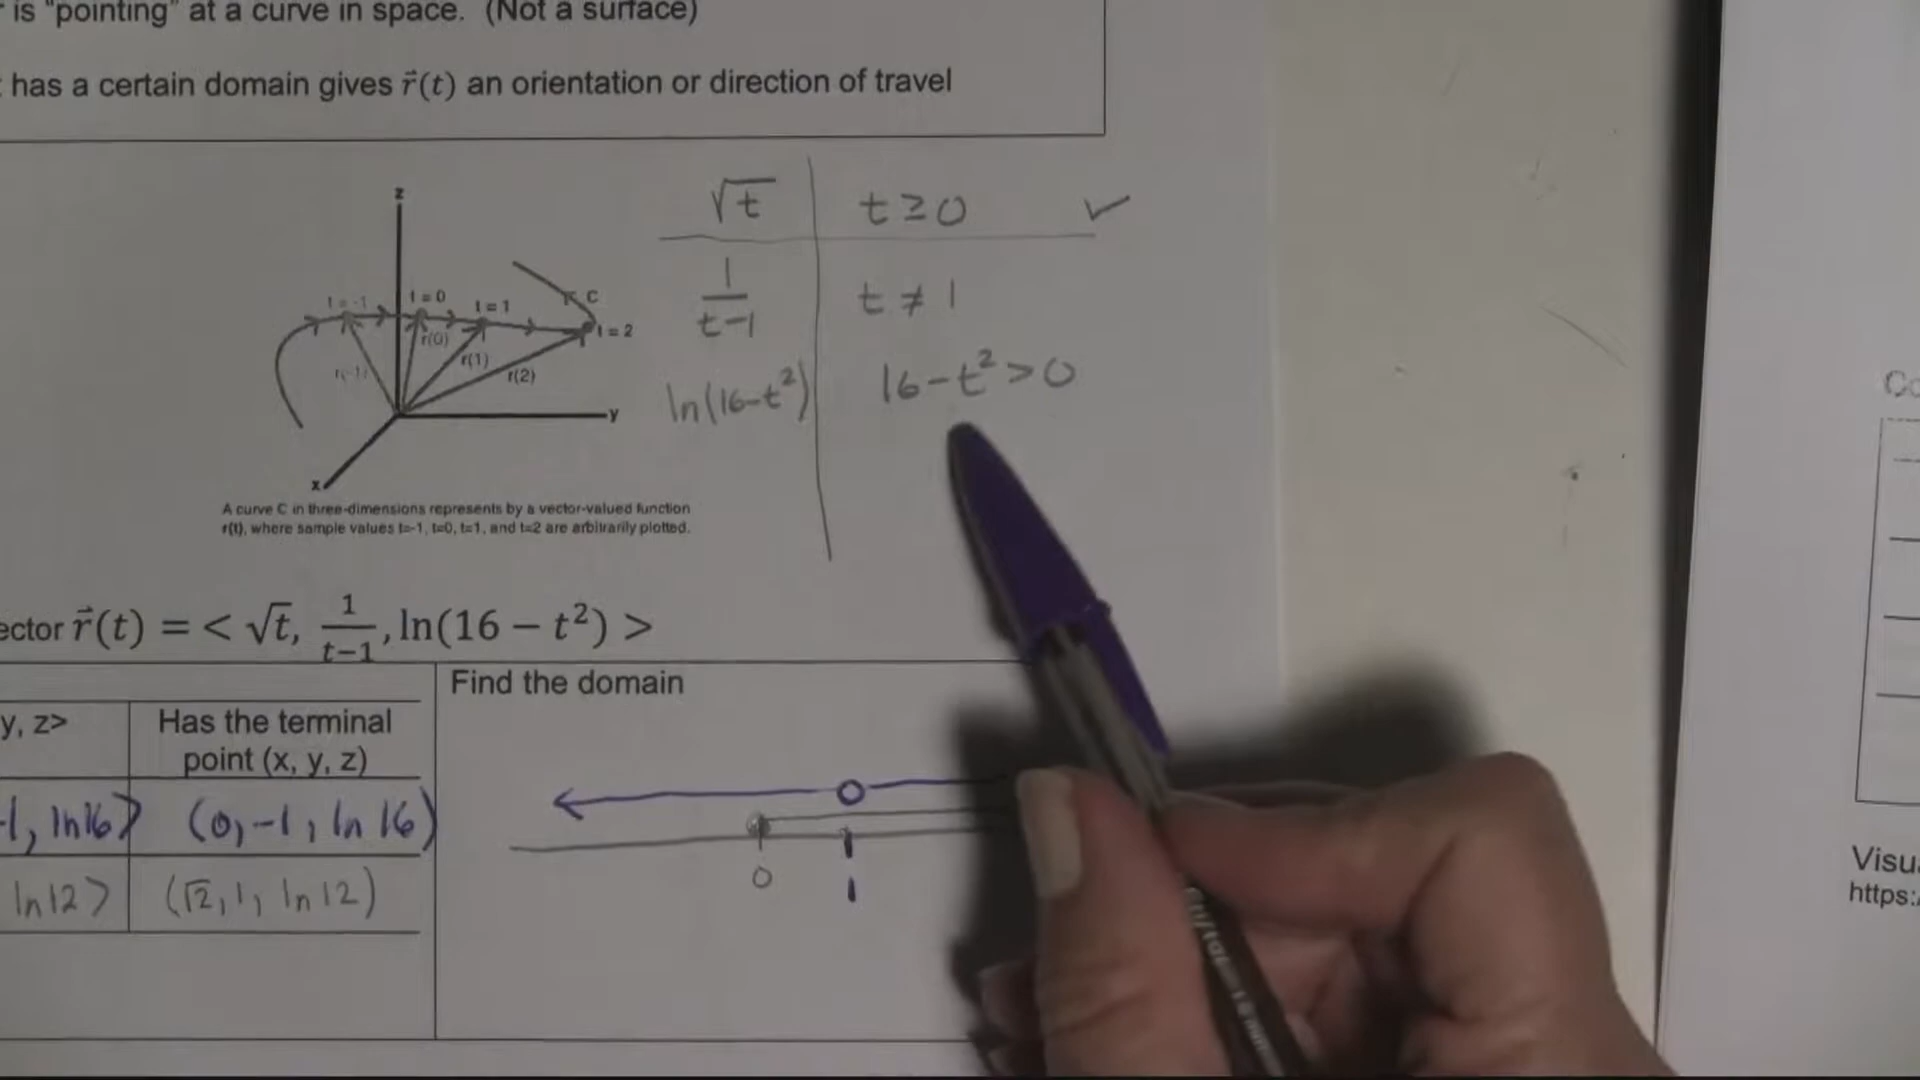 is "pointing" at a curve in space. (Not a surface)
has a certain domain gives r⃗(t) an orientation or direction of travel
√t t ≥ 0 ✓
1/(t-1) t ≠ 1
ln(16-t²) 16-t² > 0
z
t = -1 t = 0 t = 1 C
t = 2
r(-1) r(0) r(1) r(2)
y
x
A curve C in three-dimensions represents by a vector-valued function
r(t), where sample values t=-1, t=0, t=1, and t=2 are arbitrarily plotted.
ector r⃗(t) = < √t, 1/(t−1), ln(16 − t²) >
Find the domain
y, z> Has the terminal
point (x, y, z)
-1, ln16> (0, -1, ln 16)
ln 12> (√2, 1, ln 12)
0 1
Co
Visu
https:/